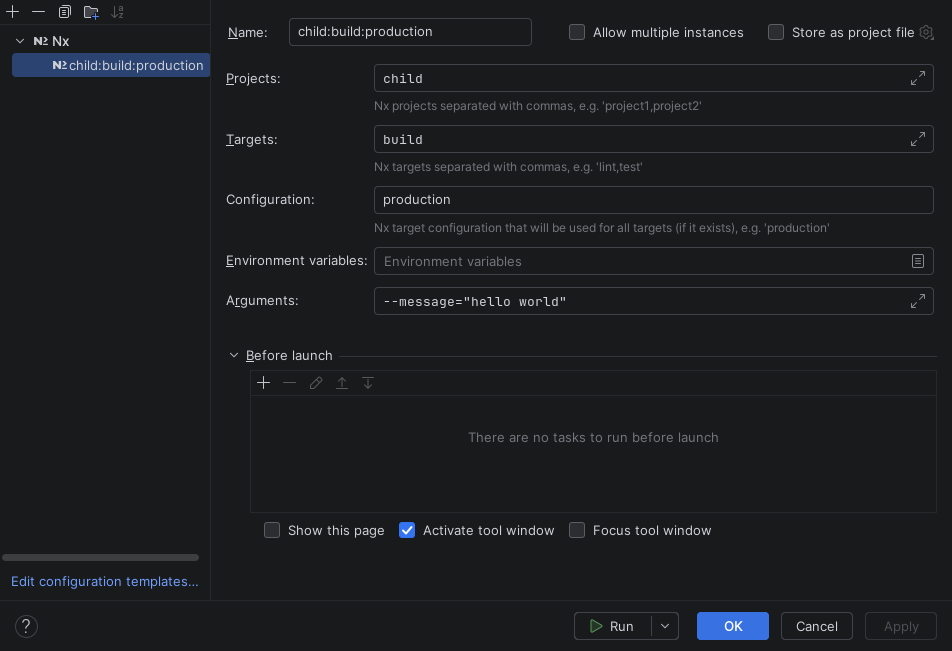 Nx
child:build:production
Edit configuration templates...
Name: child:build:production Allow multiple instances Store as project file
Projects: child
Nx projects separated with commas, e.g. 'project1,project2'
Targets: build
Nx targets separated with commas, e.g. 'lint,test'
Configuration: production
Nx target configuration that will be used for all targets (if it exists), e.g. 'production'
Environment variables: Environment variables
Arguments: --message="hello world"
Before launch
There are no tasks to run before launch
Show this page Activate tool window Focus tool window
? Run OK Cancel Apply